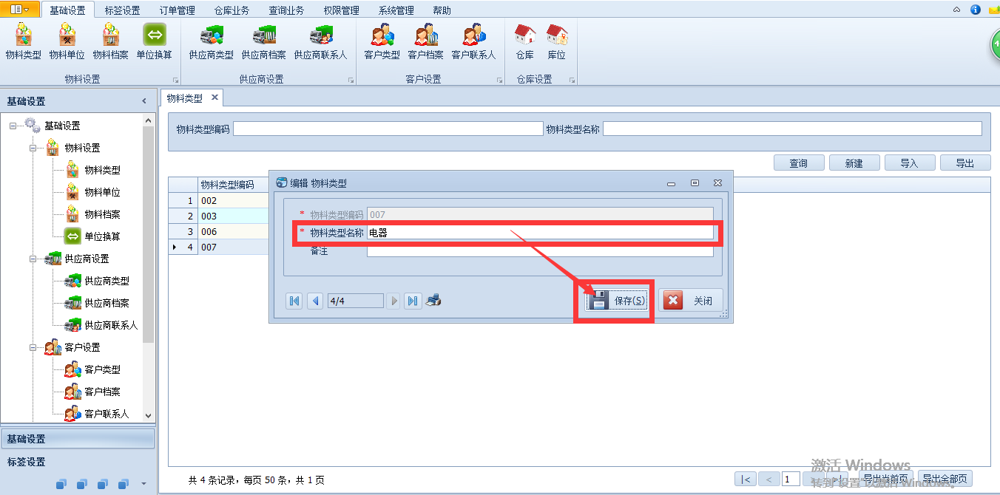 基础设置 标签设置 订单管理 仓库业务 查询业务 权限管理 系统管理 帮助
物料类型 物料单位 物料档案 单位换算 供应商类型 供应商档案 供应商联系人 客户类型 客户档案 客户联系人 仓库 库位
物料设置 供应商设置 客户设置 仓库设置
基础设置
基础设置
物料设置
物料类型
物料单位
物料档案
单位换算
供应商设置
供应商类型
供应商档案
供应商联系人
客户设置
客户类型
客户档案
客户联系人
基础设置
标签设置
物料类型
物料类型编码 物料类型名称
查询 新建 导入 导出
物料类型编码
1 002
2 003
3 006
4 007
编辑 物料类型
* 物料类型编码 007
* 物料类型名称 电器
备注
4/4 保存(S) 关闭
共 4 条记录，每页 50 条，共 1 页
|< < 1 >| 导出当前页 导出全部页
激活 Windows
转到"设置"以激活 Windows。